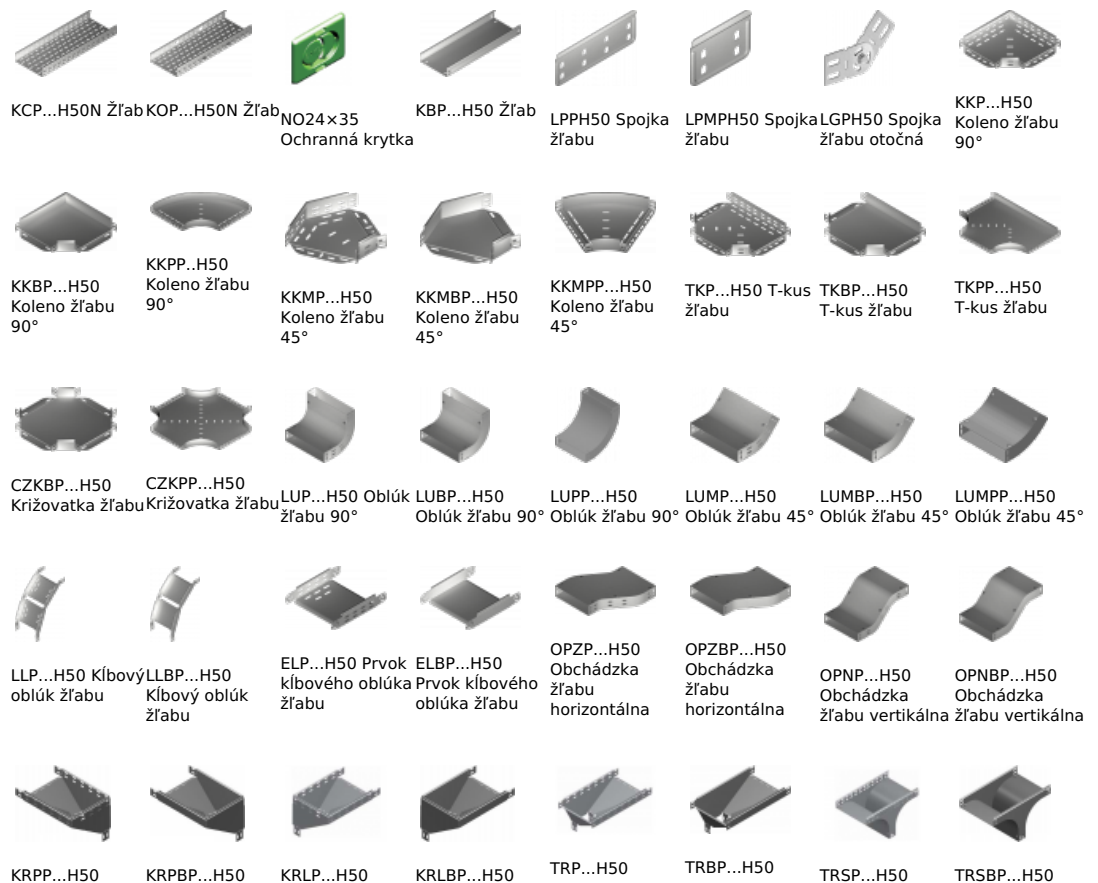 KCP...H50N Žľab
KOP...H50N Žľab
NO24×35
Ochranná krytka
KBP...H50 Žľab
LPPH50 Spojka
žľabu
LPMPH50 Spojka
žľabu
LGPH50 Spojka
žľabu otočná
KKP...H50
Koleno žľabu
90°
KKBP...H50
Koleno žľabu
90°
KKPP..H50
Koleno žľabu
90°
KKMP...H50
Koleno žľabu
45°
KKMBP...H50
Koleno žľabu
45°
KKMPP...H50
Koleno žľabu
45°
TKP...H50 T-kus
žľabu
TKBP...H50
T-kus žľabu
TKPP...H50
T-kus žľabu
CZKBP...H50
Križovatka žľabu
CZKPP...H50
Križovatka žľabu
LUP...H50 Oblúk
žľabu 90°
LUBP...H50
Oblúk žľabu 90°
LUPP...H50
Oblúk žľabu 90°
LUMP...H50
Oblúk žľabu 45°
LUMBP...H50
Oblúk žľabu 45°
LUMPP...H50
Oblúk žľabu 45°
LLP...H50 Kĺbový
oblúk žľabu
LLBP...H50
Kĺbový oblúk
žľabu
ELP...H50 Prvok
kĺbového oblúka
žľabu
ELBP...H50
Prvok kĺbového
oblúka žľabu
OPZP...H50
Obchádzka
žľabu
horizontálna
OPZBP...H50
Obchádzka
žľabu
horizontálna
OPNP...H50
Obchádzka
žľabu vertikálna
OPNBP...H50
Obchádzka
žľabu vertikálna
KRPP...H50
KRPBP...H50
KRLP...H50
KRLBP...H50
TRP...H50
TRBP...H50
TRSP...H50
TRSBP...H50